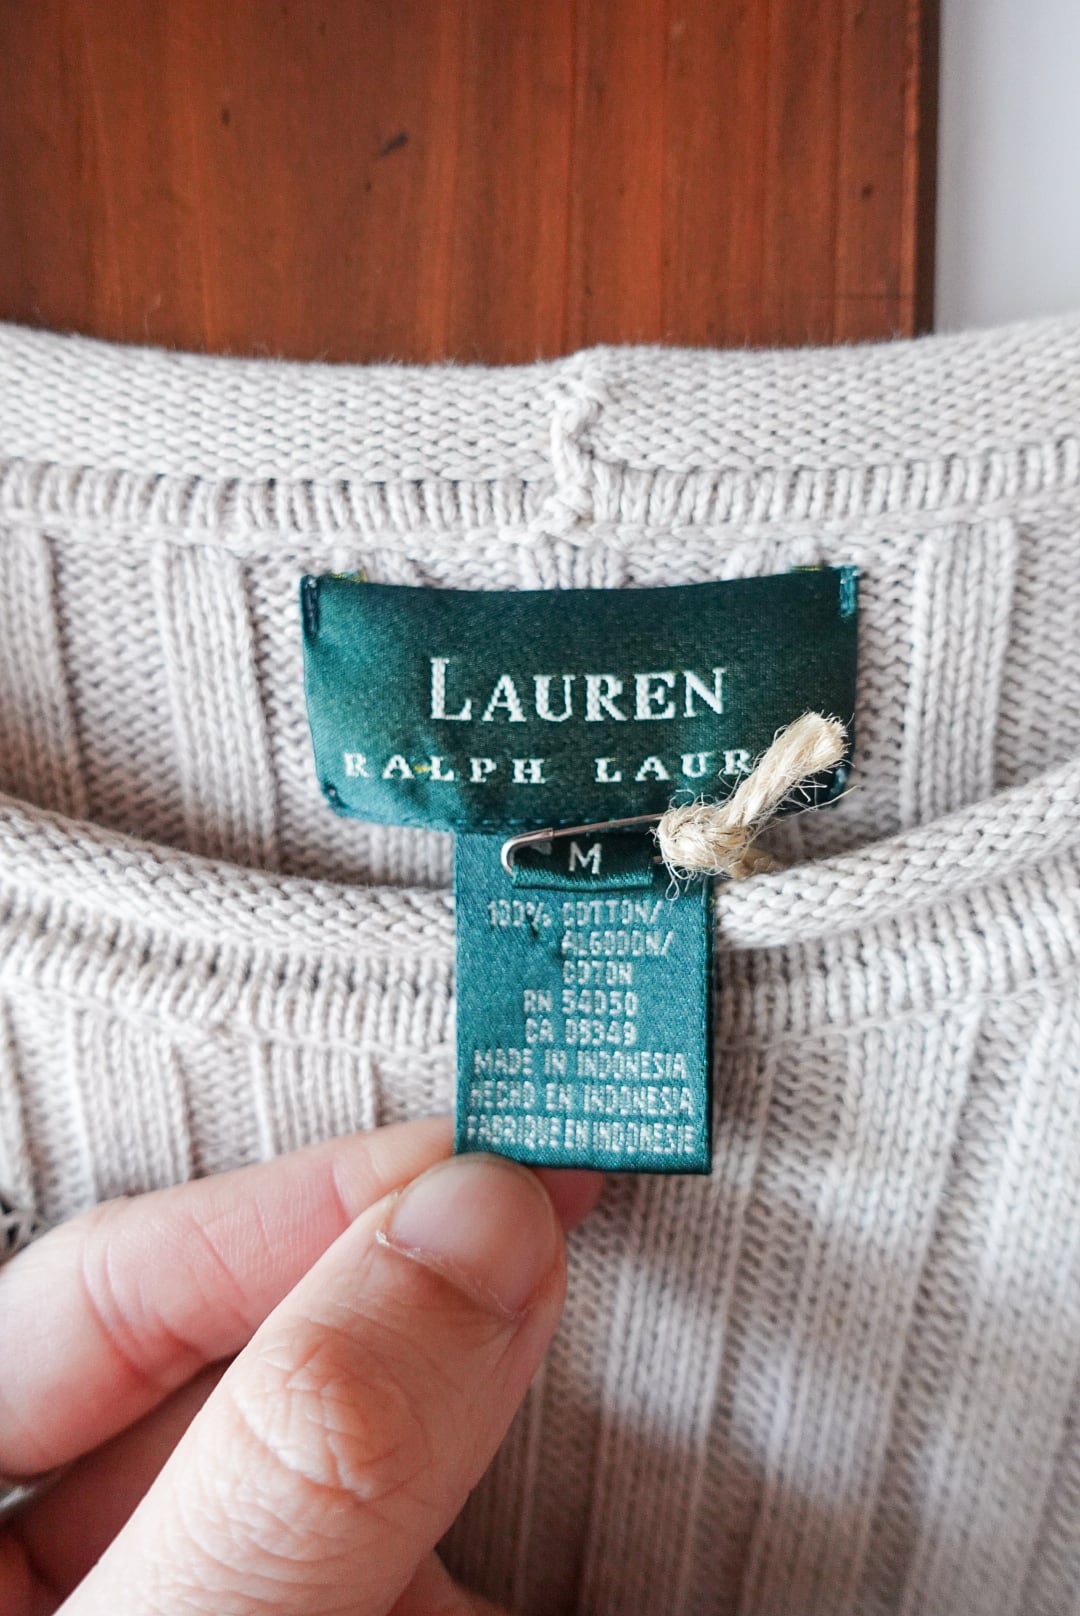 LAUREN
RALPH LAUR
M
100% COTTON/
ALGODON/
COTON
RN 54050
CA 08349
MADE IN INDONESIA
HECHO EN INDONESIA
FABRIQUE EN INDONESIE